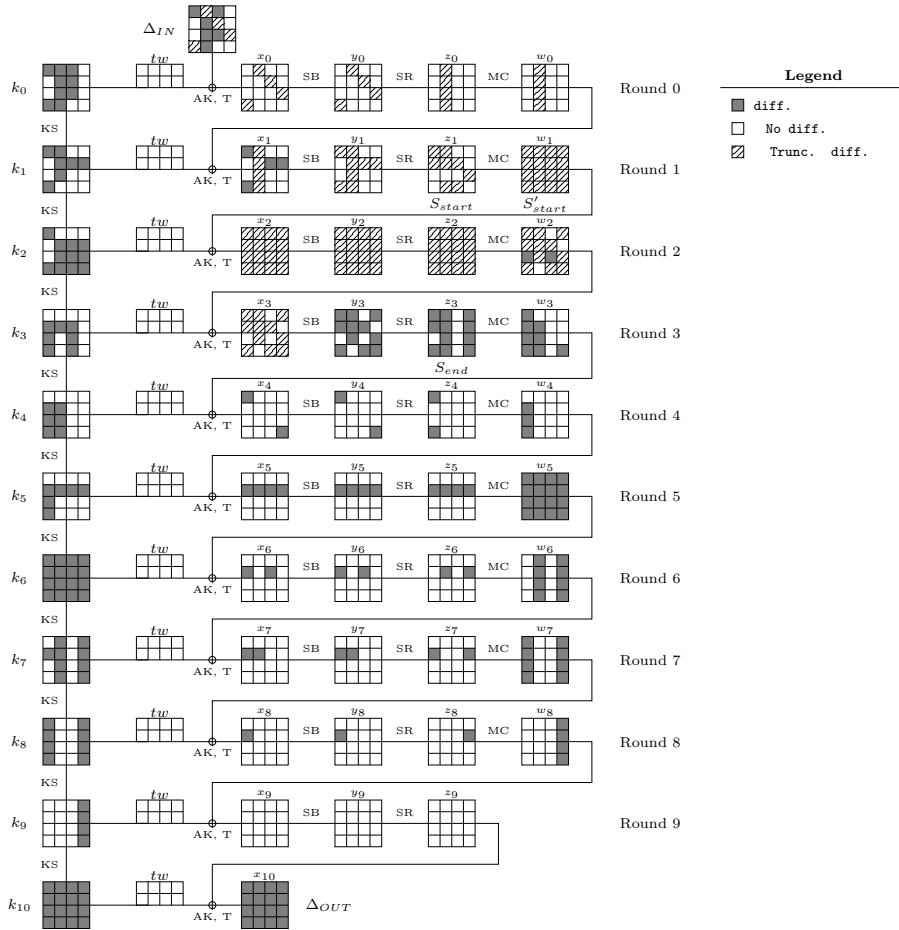 Δ_IN
k_0 tw x_0 SB y_0 SR z_0 MC w_0 Round 0
AK, T
KS
k_1 tw x_1 SB y_1 SR z_1 MC w_1 Round 1
AK, T S_start S'_start
KS
k_2 tw x_2 SB y_2 SR z_2 MC w_2 Round 2
AK, T
KS
k_3 tw x_3 SB y_3 SR z_3 MC w_3 Round 3
AK, T S_end
KS
k_4 tw x_4 SB y_4 SR z_4 MC w_4 Round 4
AK, T
KS
k_5 tw x_5 SB y_5 SR z_5 MC w_5 Round 5
AK, T
KS
k_6 tw x_6 SB y_6 SR z_6 MC w_6 Round 6
AK, T
KS
k_7 tw x_7 SB y_7 SR z_7 MC w_7 Round 7
AK, T
KS
k_8 tw x_8 SB y_8 SR z_8 MC w_8 Round 8
AK, T
KS
k_9 tw x_9 SB y_9 SR z_9 Round 9
AK, T
KS
k_10 tw x_10 Δ_OUT
AK, T
Legend
diff.
No diff.
Trunc. diff.